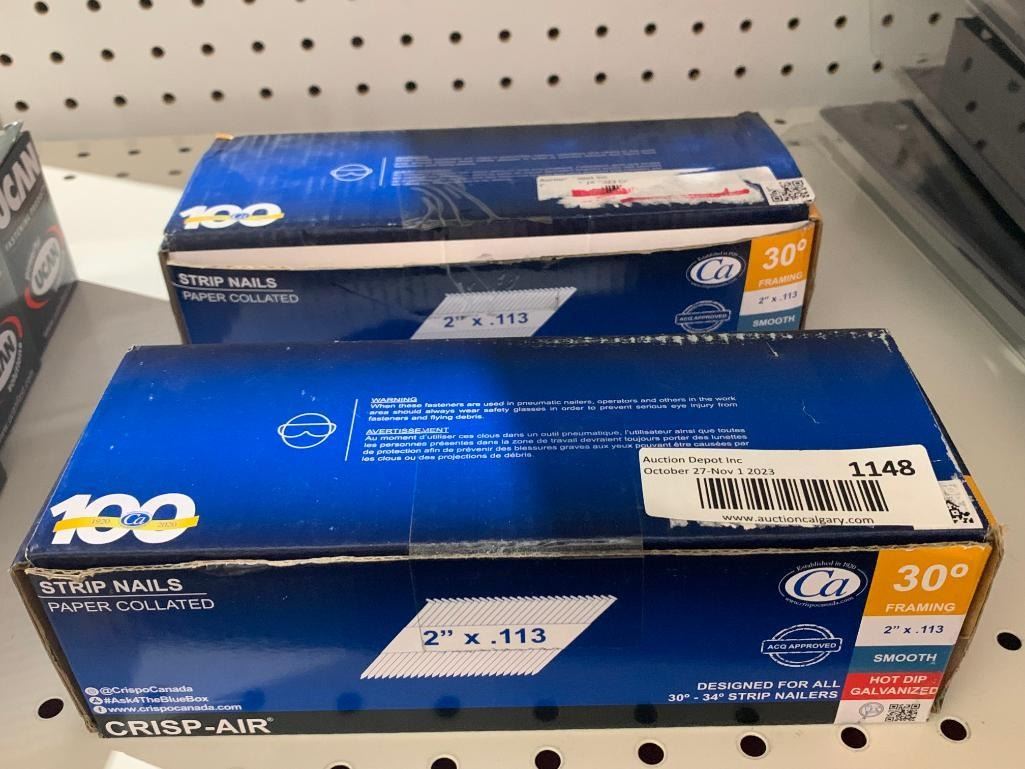 UCAN
UCAN
UCAN
100
Ca
STRIP NAILS
PAPER COLLATED
2" x .113
Ca
ACQ APPROVED
30°
FRAMING
2" x .113
SMOOTH
WARNING
When these fasteners are used in pneumatic nailers, operators and others in the work
area should always wear safety glasses in order to prevent serious eye injury from
fasteners and flying debris.
AVERTISSEMENT
Au moment d'utiliser ces clous dans un outil pneumatique, l'utilisateur ainsi que toutes
les personnes présentes dans la zone de travail devraient toujours porter des lunettes
de protection afin de prévenir des blessures graves aux yeux pouvant être causées par
les clous ou des projections de débris.
Auction Depot Inc
October 27-Nov 1 2023
1148
www.auctioncalgary.com
100
1920 Ca 2020
STRIP NAILS
PAPER COLLATED
2" x .113
Established in 1920
Ca
www.crispocanada.com
ACQ APPROVED
30°
FRAMING
2" x .113
SMOOTH
HOT DIP
GALVANIZED
DESIGNED FOR ALL
30° - 34° STRIP NAILERS
@CrispoCanada
#Ask4TheBlueBox
www.crispocanada.com
CRISP-AIR®